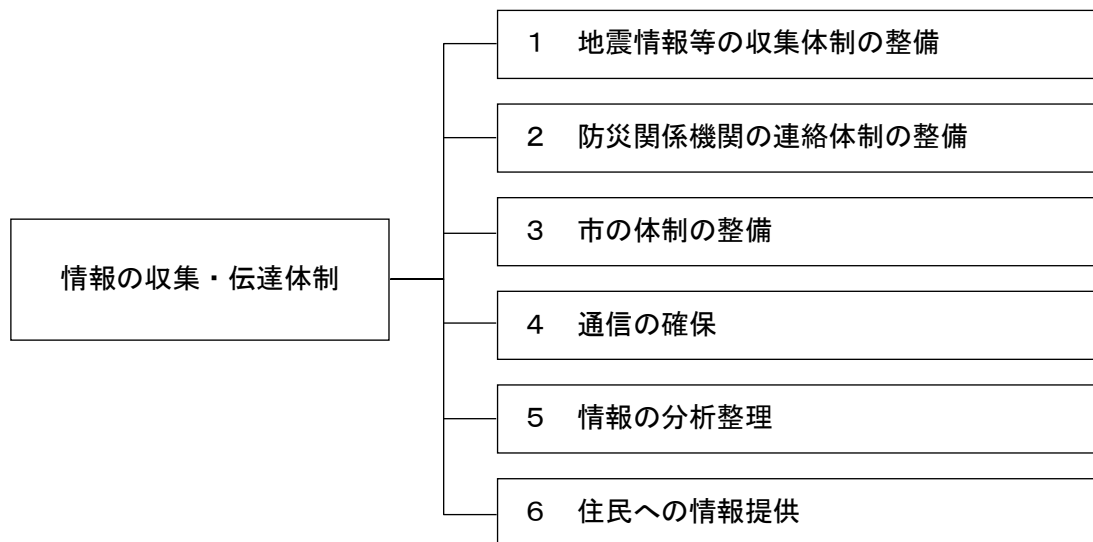 情報の収集・伝達体制
１　地震情報等の収集体制の整備
２　防災関係機関の連絡体制の整備
３　市の体制の整備
４　通信の確保
５　情報の分析整理
６　住民への情報提供